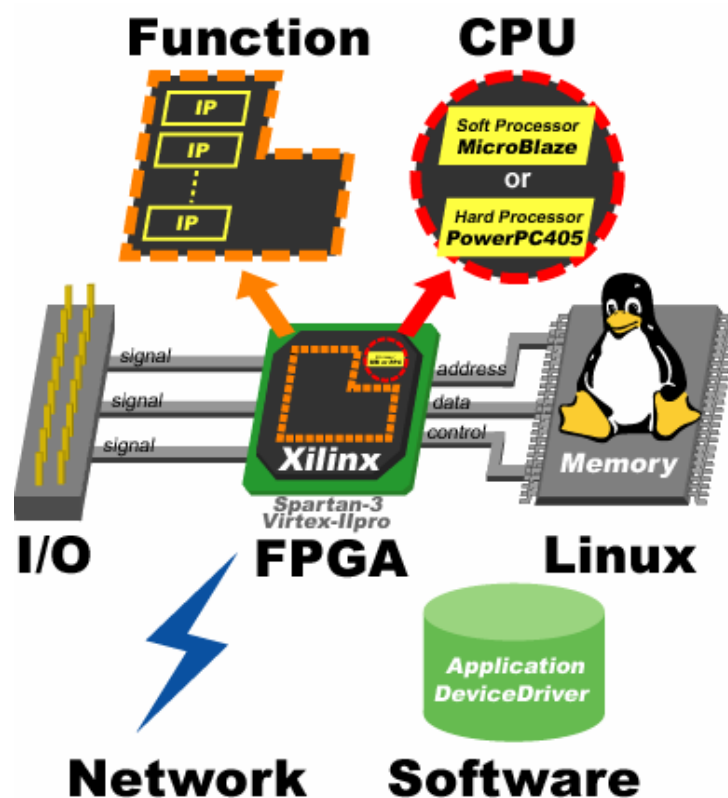 Function
CPU
IP
IP
IP
Soft Processor
MicroBlaze
or
Hard Processor
PowerPC405
signal
signal
signal
address
data
control
Xilinx
Memory
Spartan-3
Virtex-IIpro
I/O
FPGA
Linux
Application
DeviceDriver
Network
Software